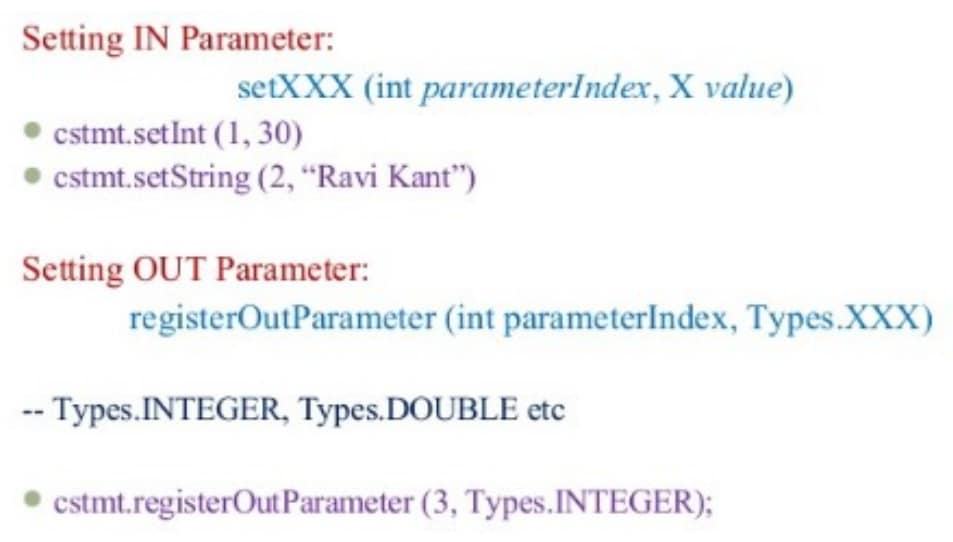 Setting IN Parameter:
setXXX (int parameterIndex, X value)
• cstmt.setInt (1, 30)
• cstmt.setString (2, “Ravi Kant”)
Setting OUT Parameter:
registerOutParameter (int parameterIndex, Types.XXX)
-- Types.INTEGER, Types.DOUBLE etc
• cstmt.registerOutParameter (3, Types.INTEGER);